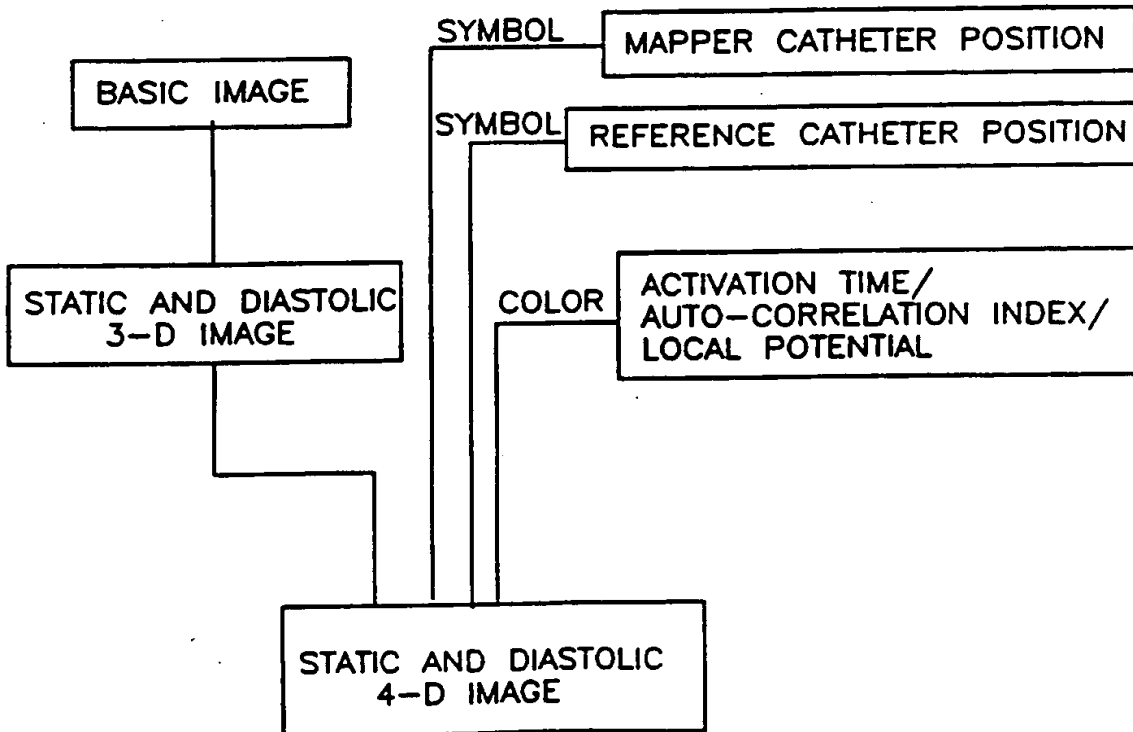 SYMBOL
MAPPER CATHETER POSITION
BASIC IMAGE
SYMBOL
REFERENCE CATHETER POSITION
STATIC AND DIASTOLIC
3-D IMAGE
COLOR
ACTIVATION TIME/
AUTO-CORRELATION INDEX/
LOCAL POTENTIAL
STATIC AND DIASTOLIC
4-D IMAGE